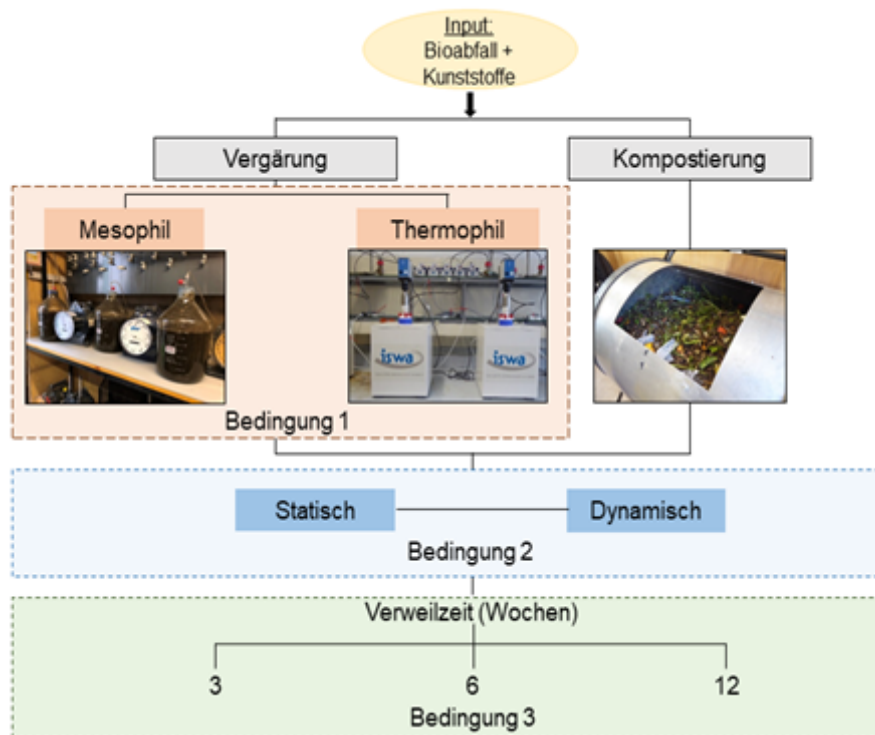 Input:
Bioabfall +
Kunststoffe
Vergärung
Kompostierung
Mesophil
Thermophil
iswa
iswa
Bedingung 1
Statisch
Dynamisch
Bedingung 2
Verweilzeit (Wochen)
3
6
12
Bedingung 3